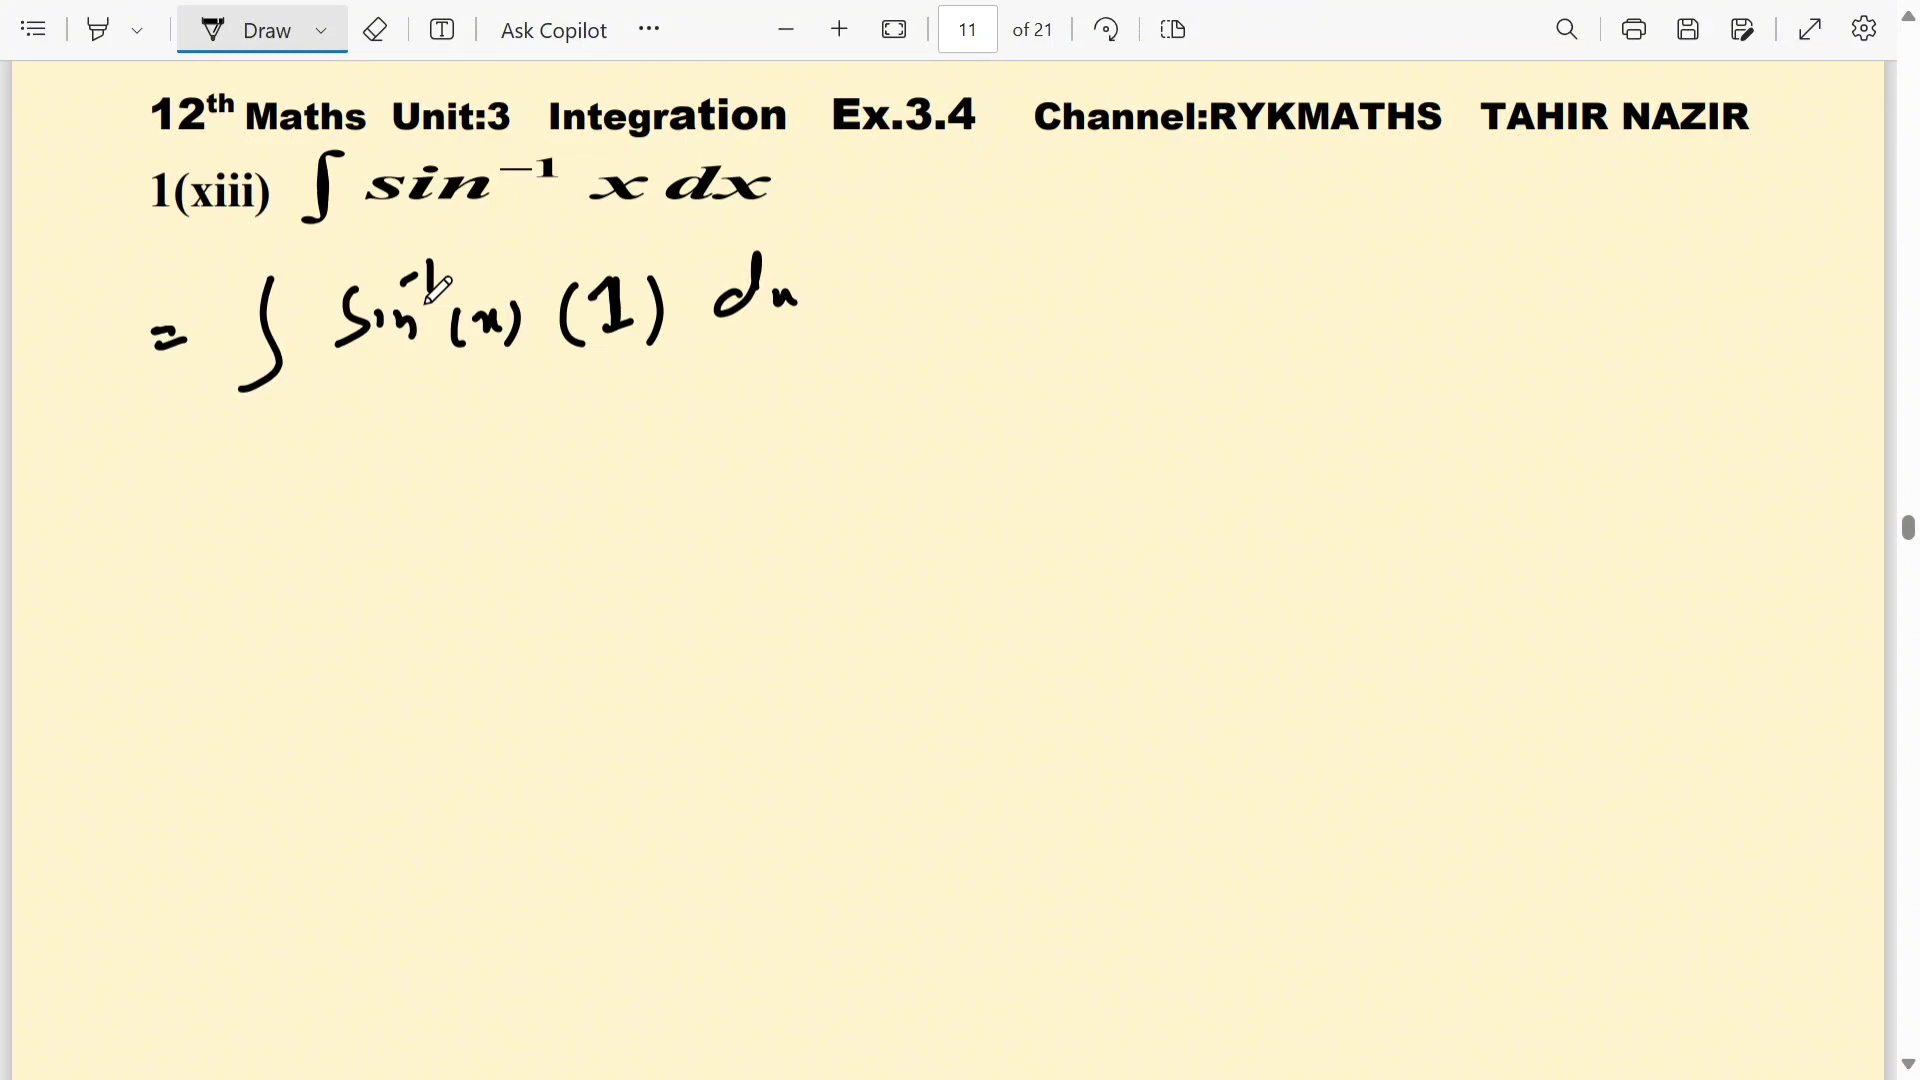 Draw Ask Copilot 11 of 21
12th Maths Unit:3 Integration Ex.3.4 Channel:RYKMATHS TAHIR NAZIR
1(xiii) ∫ sin⁻¹ x dx
= ∫ Sin⁻¹(x) (1) dx